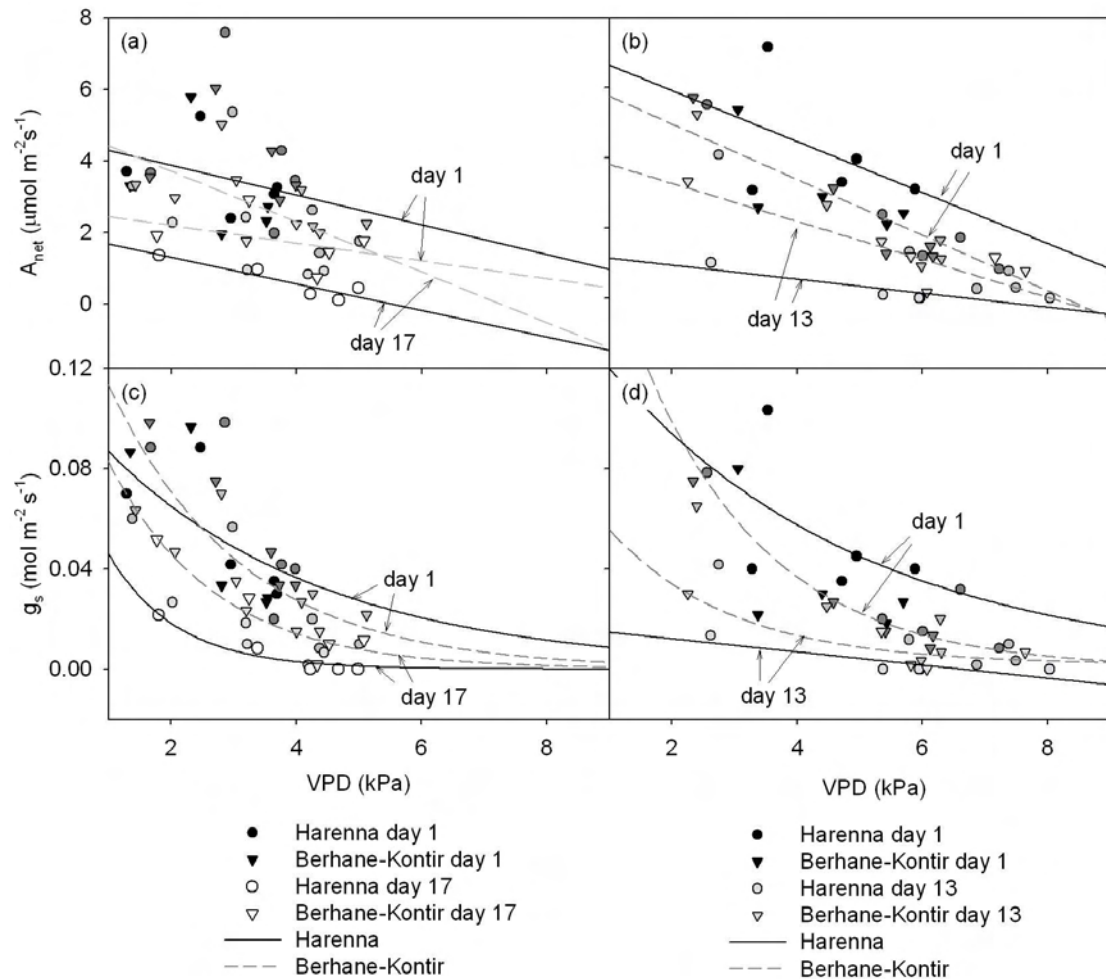 8
6
4
2
0
A_net (µmol m⁻²s⁻¹)
(a)
day 1
day 17
(b)
day 1
day 13
0.12
0.08
0.04
0.00
g_s (mol m⁻² s⁻¹)
(c)
day 1
day 17
(d)
day 1
day 13
2 4 6 8
2 4 6 8
VPD (kPa)
VPD (kPa)
Harenna day 1
Berhane-Kontir day 1
Harenna day 17
Berhane-Kontir day 17
Harenna
Berhane-Kontir
Harenna day 1
Berhane-Kontir day 1
Harenna day 13
Berhane-Kontir day 13
Harenna
Berhane-Kontir